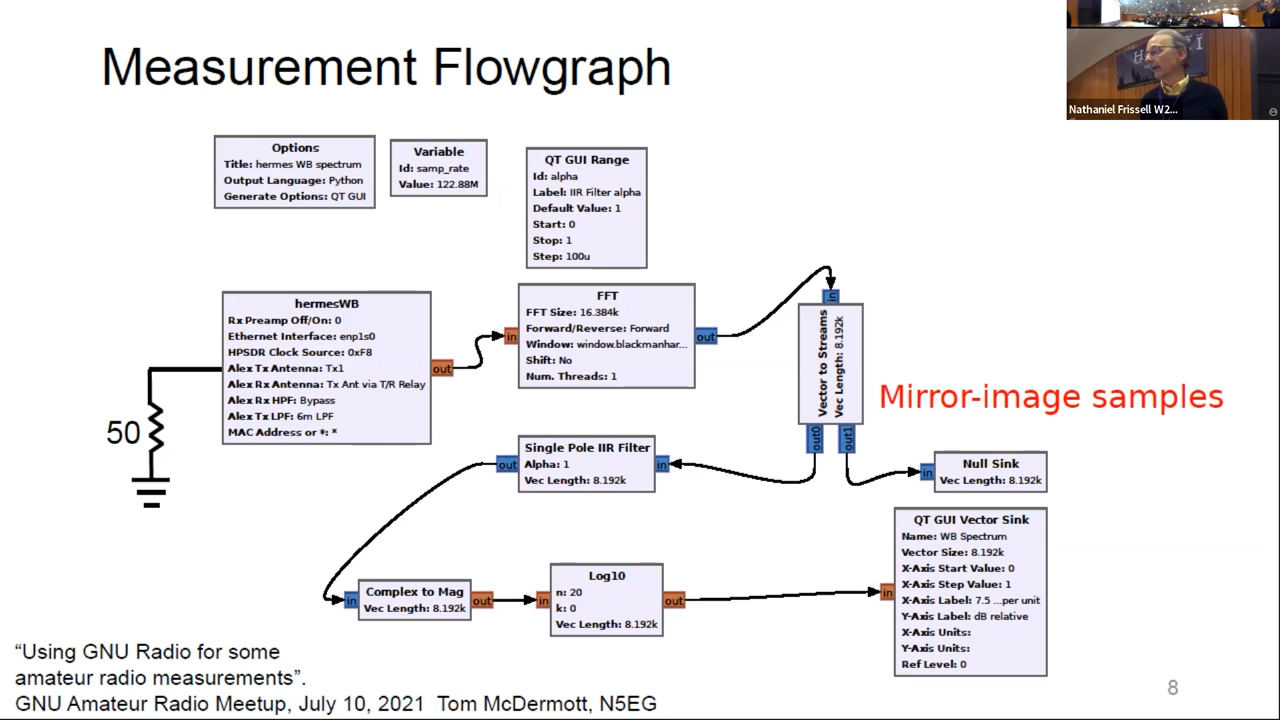 Measurement Flowgraph
Nathaniel Frissell W2...
Options
Title: hermes WB spectrum
Output Language: Python
Generate Options: QT GUI
Variable
Id: samp_rate
Value: 122.88M
QT GUI Range
Id: alpha
Label: IIR Filter alpha
Default Value: 1
Start: 0
Stop: 1
Step: 100u
hermesWB
Rx Preamp Off/On: 0
Ethernet Interface: enp1s0
HPSDR Clock Source: 0xF8
Alex Tx Antenna: Tx1
Alex Rx Antenna: Tx Ant via T/R Relay
Alex Rx HPF: Bypass
Alex Tx LPF: 6m LPF
MAC Address or *: *
out
50
in
FFT
FFT Size: 16.384k
Forward/Reverse: Forward
Window: window.blackmanhar...
Shift: No
Num. Threads: 1
out
in
Vector to Streams
Vec Length: 8.192k
out0
out1
Mirror-image samples
out
Single Pole IIR Filter
Alpha: 1
Vec Length: 8.192k
in
in
Null Sink
Vec Length: 8.192k
in
Complex to Mag
Vec Length: 8.192k
out
in
Log10
n: 20
k: 0
Vec Length: 8.192k
out
in
QT GUI Vector Sink
Name: WB Spectrum
Vector Size: 8.192k
X-Axis Start Value: 0
X-Axis Step Value: 1
X-Axis Label: 7.5 ...per unit
Y-Axis Label: dB relative
X-Axis Units:
Y-Axis Units:
Ref Level: 0
“Using GNU Radio for some
amateur radio measurements”.
GNU Amateur Radio Meetup, July 10, 2021 Tom McDermott, N5EG
8